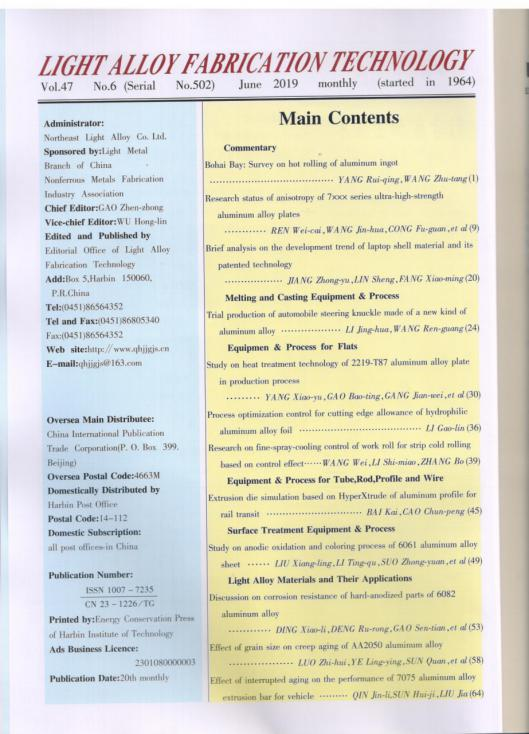 LIGHT ALLOY FABRICATION TECHNOLOGY
Vol.47 No.6 (Serial No.502) June 2019 monthly (started in 1964)
Administrator:
Northeast Light Alloy Co. Ltd.
Sponsored by:Light Metal
Branch of China
Nonferrous Metals Fabrication
Industry Association
Chief Editor:GAO Zhen-zhong
Vice-chief Editor:WU Hong-lin
Edited and Published by
Editorial Office of Light Alloy
Fabrication Technology
Add:Box 5,Harbin 150060,
P.R.China
Tel:(0451)86564352
Tel and Fax:(0451)86805340
Fax:(0451)86564352
Web site:http://www.qhjjgjs.cn
E-mail:qhjjgjs@163.com
Oversea Main Distributee:
China International Publication
Trade Corporation(P. O. Box 399.
Beijing)
Oversea Postal Code:4663M
Domestically Distributed by
Harbin Post Office
Postal Code:14-112
Domestic Subscription:
all post offices-in China
Publication Number:
ISSN 1007-7235
CN 23-1226/TG
Printed by:Energy Conservation Press
of Harbin Institute of Technology
Ads Business Licence:
2301080000003
Publication Date:20th monthly
Main Contents
Commentary
Bohai Bay: Survey on hot rolling of aluminum ingot
···························· YANG Rui-qing,WANG Zhu-tang(1)
Research status of anisotropy of 7××× series ultra-high-strength
aluminum alloy plates
············ REN Wei-cai,WANG Jin-hua,CONG Fu-guan,et al(9)
Brief analysis on the development trend of laptop shell material and its
patented technology
·················· JIANG Zhong-yu,LIN Sheng,FANG Xiao-ming(20)
Melting and Casting Equipment & Process
Trial production of automobile steering knuckle made of a new kind of
aluminum alloy ·················· LI Jing-hua,WANG Ren-guang(24)
Equipmen & Process for Flats
Study on heat treatment technology of 2219-T87 aluminum alloy plate
in production process
········· YANG Xiao-yu,GAO Bao-ting,GANG Jian-wei,et al(30)
Process optimization control for cutting edge allowance of hydrophilic
aluminum alloy foil ································ LI Gao-lin(36)
Research on fine-spray-cooling control of work roll for strip cold rolling
based on control effect······WANG Wei,LI Shi-miao,ZHANG Bo(39)
Equipment & Process for Tube,Rod,Profile and Wire
Extrusion die simulation based on HyperXtrude of aluminum profile for
rail transit ························ BAI Kai,CAO Chun-peng(45)
Surface Treatment Equipment & Process
Study on anodic oxidation and coloring process of 6061 aluminum alloy
sheet ······ LIU Xiang-ling,LI Ting-qu,SUO Zhong-yuan,et al(49)
Light Alloy Materials and Their Applications
Discussion on corrosion resistance of hard-anodized parts of 6082
aluminum alloy
············ DING Xiao-li,DENG Ru-rong,GAO Sen-tian,et al(53)
Effect of grain size on creep aging of AA2050 aluminum alloy
··············· LUO Zhi-hui,YE Ling-ying,SUN Quan,et al(58)
Effect of interrupted aging on the performance of 7075 aluminum alloy
extrusion bar for vehicle ········· QIN Jin-li,SUN Hui-ji,LIU Jia(64)